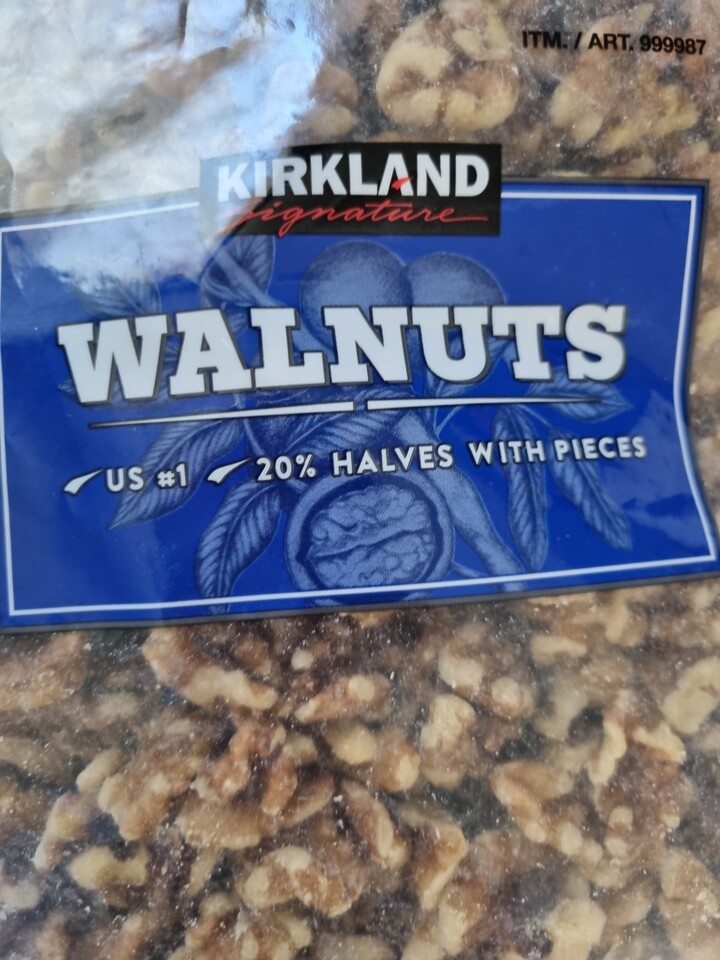 ITM. / ART. 999987
KIRKLAND
Signature
WALNUTS
US #1 20% HALVES WITH PIECES